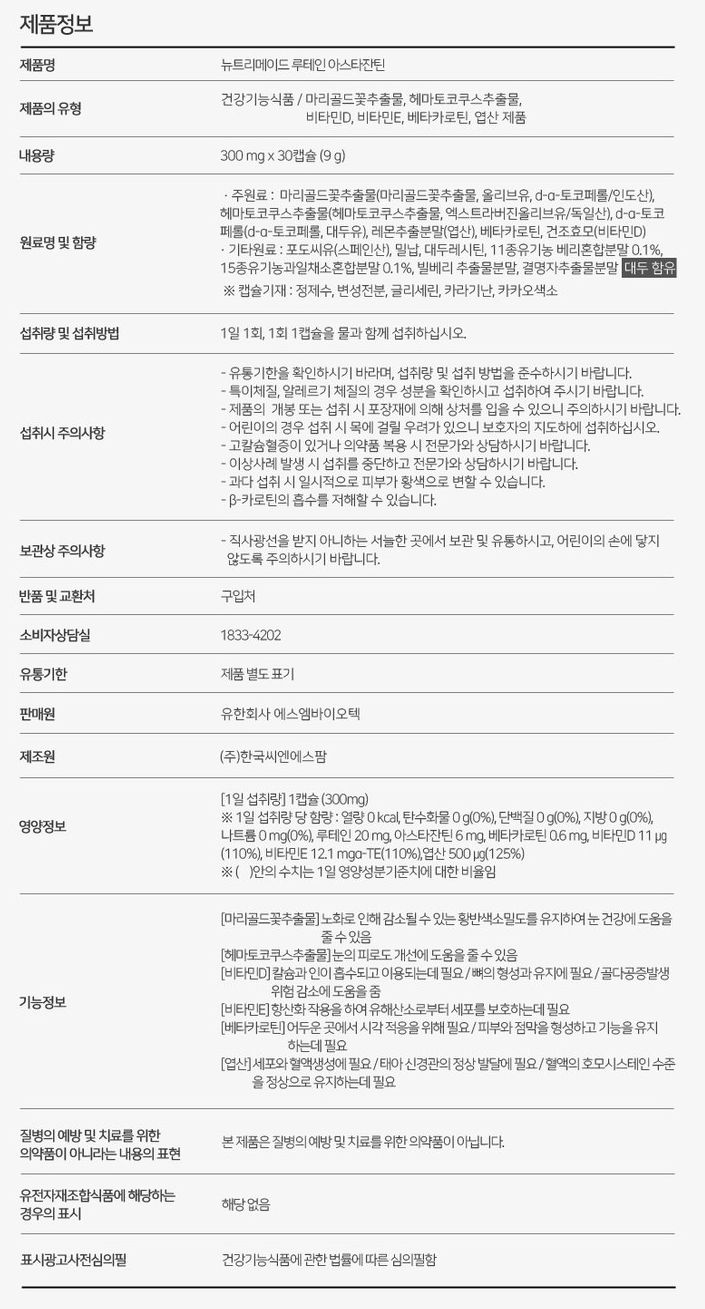 제품정보
제품명
뉴트리메이드 루테인 아스타잔틴
제품의 유형
건강기능식품 / 마리골드꽃추출물, 헤마토코쿠스추출물,
비타민D, 비타민E, 베타카로틴, 엽산 제품
내용량
300 mg x 30캡슐 (9 g)
원료명 및 함량
· 주원료 : 마리골드꽃추출물(마리골드꽃추출물, 올리브유, d-α-토코페롤/인도산),
헤마토코쿠스추출물(헤마토코쿠스추출물, 엑스트라버진올리브유/독일산), d-α-토코
페롤(d-α-토코페롤, 대두유), 레몬추출분말(엽산), 베타카로틴, 건조효모(비타민D)
· 기타원료 : 포도씨유(스페인산), 밀납, 대두레시틴, 11종유기농 베리혼합분말 0.1%,
15종유기농과일채소혼합분말 0.1%, 빌베리 추출물분말, 결명자추출물분말 대두 함유
※ 캡슐기재 : 정제수, 변성전분, 글리세린, 카라기난, 카카오색소
섭취량 및 섭취방법
1일 1회, 1회 1캡슐을 물과 함께 섭취하십시오.
섭취시 주의사항
- 유통기한을 확인하시기 바라며, 섭취량 및 섭취 방법을 준수하시기 바랍니다.
- 특이체질, 알레르기 체질의 경우 성분을 확인하시고 섭취하여 주시기 바랍니다.
- 제품의 개봉 또는 섭취 시 포장재에 의해 상처를 입을 수 있으니 주의하시기 바랍니다.
- 어린이의 경우 섭취 시 목에 걸릴 우려가 있으니 보호자의 지도하에 섭취하십시오.
- 고칼슘혈증이 있거나 의약품 복용 시 전문가와 상담하시기 바랍니다.
- 이상사례 발생 시 섭취를 중단하고 전문가와 상담하시기 바랍니다.
- 과다 섭취 시 일시적으로 피부가 황색으로 변할 수 있습니다.
- β-카로틴의 흡수를 저해할 수 있습니다.
보관상 주의사항
- 직사광선을 받지 아니하는 서늘한 곳에서 보관 및 유통하시고, 어린이의 손에 닿지
않도록 주의하시기 바랍니다.
반품 및 교환처
구입처
소비자상담실
1833-4202
유통기한
제품 별도 표기
판매원
유한회사 에스엠바이오텍
제조원
(주)한국씨엔에스팜
영양정보
[1일 섭취량] 1캡슐 (300mg)
※ 1일 섭취량 당 함량 : 열량 0 kcal, 탄수화물 0 g(0%), 단백질 0 g(0%), 지방 0 g(0%),
나트륨 0 mg(0%), 루테인 20 mg, 아스타잔틴 6 mg, 베타카로틴 0.6 mg, 비타민D 11 μg
(110%), 비타민E 12.1 mgα-TE(110%),엽산 500 μg(125%)
※ ( )안의 수치는 1일 영양성분기준치에 대한 비율임
기능정보
[마리골드꽃추출물] 노화로 인해 감소될 수 있는 황반색소밀도를 유지하여 눈 건강에 도움을
줄 수 있음
[헤마토코쿠스추출물] 눈의 피로도 개선에 도움을 줄 수 있음
[비타민D] 칼슘과 인이 흡수되고 이용되는데 필요 / 뼈의 형성과 유지에 필요 / 골다공증발생
위험 감소에 도움을 줌
[비타민E] 항산화 작용을 하여 유해산소로부터 세포를 보호하는데 필요
[베타카로틴] 어두운 곳에서 시각 적응을 위해 필요 / 피부와 점막을 형성하고 기능을 유지
하는데 필요
[엽산] 세포와 혈액생성에 필요 / 태아 신경관의 정상 발달에 필요 / 혈액의 호모시스테인 수준
을 정상으로 유지하는데 필요
질병의 예방 및 치료를 위한
의약품이 아니라는 내용의 표현
본 제품은 질병의 예방 및 치료를 위한 의약품이 아닙니다.
유전자재조합식품에 해당하는
경우의 표시
해당 없음
표시광고사전심의필
건강기능식품에 관한 법률에 따른 심의필함